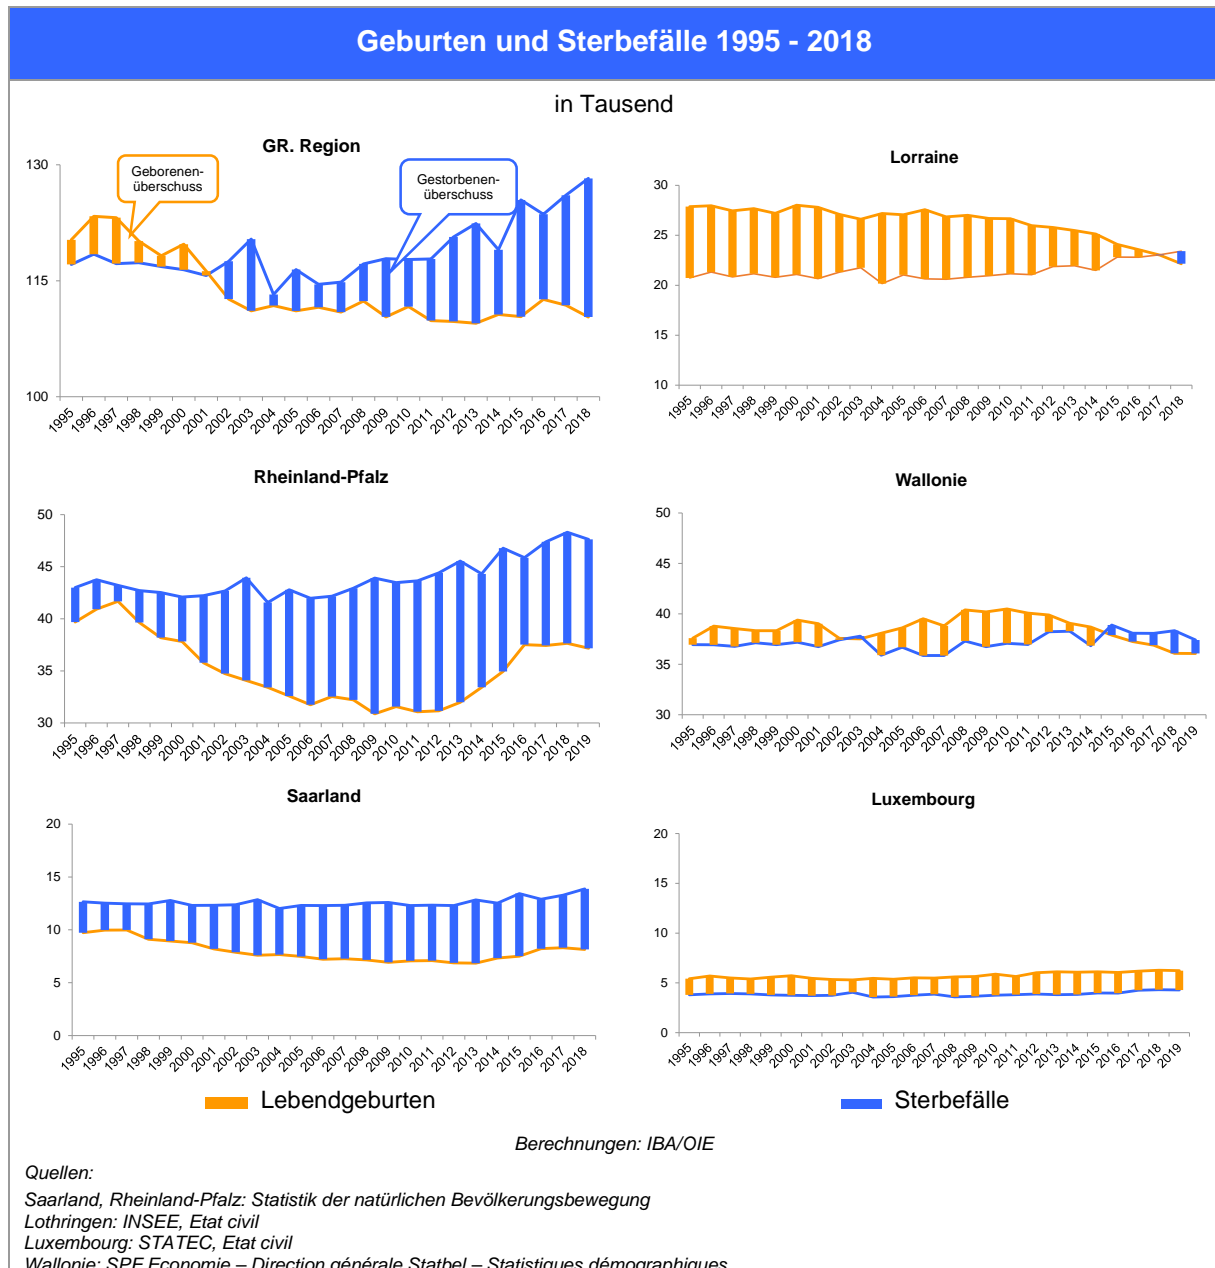 Geburten und Sterbefälle 1995 - 2018
in Tausend
GR. Region
130
115
100
Geborenen-
überschuss
Gestorbenen-
überschuss
1995 1996 1997 1998 1999 2000 2001 2002 2003 2004 2005 2006 2007 2008 2009 2010 2011 2012 2013 2014 2015 2016 2017 2018
Lorraine
30
25
20
15
10
1995 1996 1997 1998 1999 2000 2001 2002 2003 2004 2005 2006 2007 2008 2009 2010 2011 2012 2013 2014 2015 2016 2017 2018
Rheinland-Pfalz
50
45
40
35
30
1995 1996 1997 1998 1999 2000 2001 2002 2003 2004 2005 2006 2007 2008 2009 2010 2011 2012 2013 2014 2015 2016 2017 2018 2019
Wallonie
50
45
40
35
30
1995 1996 1997 1998 1999 2000 2001 2002 2003 2004 2005 2006 2007 2008 2009 2010 2011 2012 2013 2014 2015 2016 2017 2018 2019
Saarland
20
15
10
5
0
1995 1996 1997 1998 1999 2000 2001 2002 2003 2004 2005 2006 2007 2008 2009 2010 2011 2012 2013 2014 2015 2016 2017 2018
Luxembourg
20
15
10
5
0
1995 1996 1997 1998 1999 2000 2001 2002 2003 2004 2005 2006 2007 2008 2009 2010 2011 2012 2013 2014 2015 2016 2017 2018 2019
Lebendgeburten
Sterbefälle
Berechnungen: IBA/OIE
Quellen:
Saarland, Rheinland-Pfalz: Statistik der natürlichen Bevölkerungsbewegung
Lothringen: INSEE, Etat civil
Luxembourg: STATEC, Etat civil
Wallonie: SPF Economie – Direction générale Statbel – Statistiques démographiques